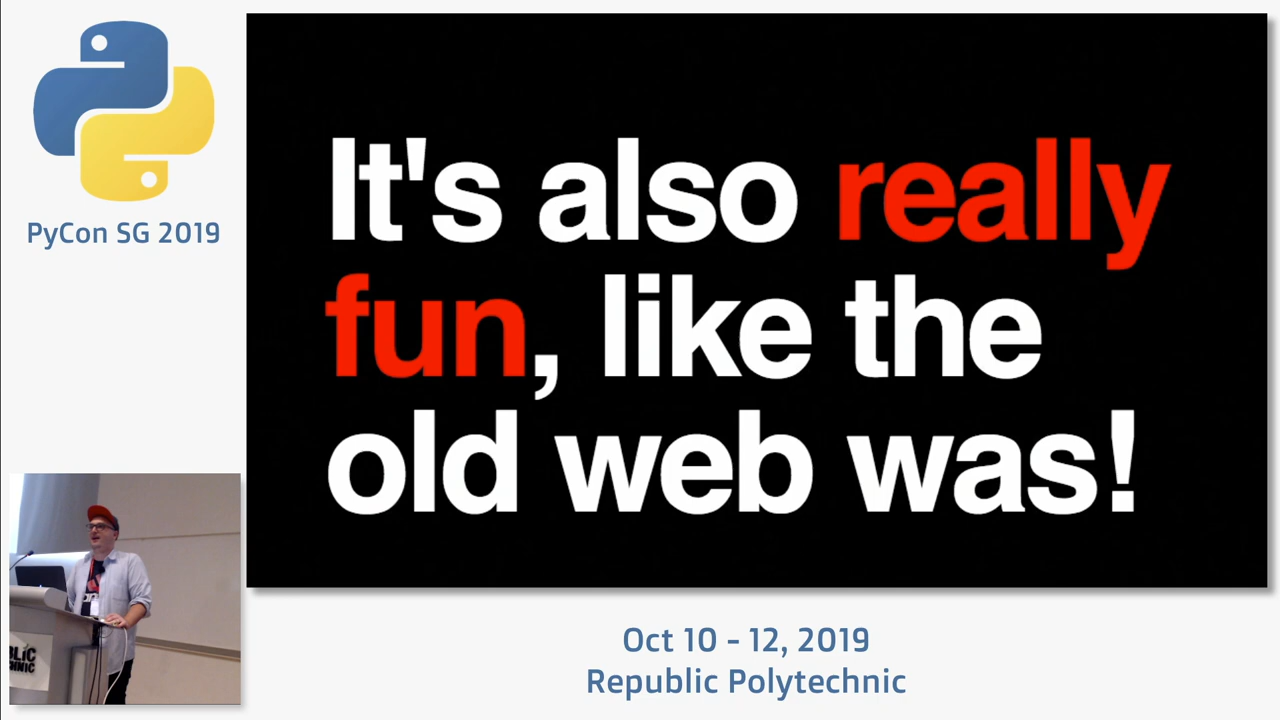 PyCon SG 2019
It's also really
fun, like the
old web was!
Oct 10 - 12, 2019
Republic Polytechnic